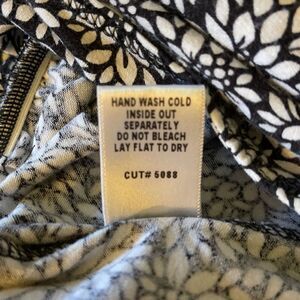 HAND WASH COLD
INSIDE OUT
SEPARATELY
DO NOT BLEACH
LAY FLAT TO DRY
CUT# 5088